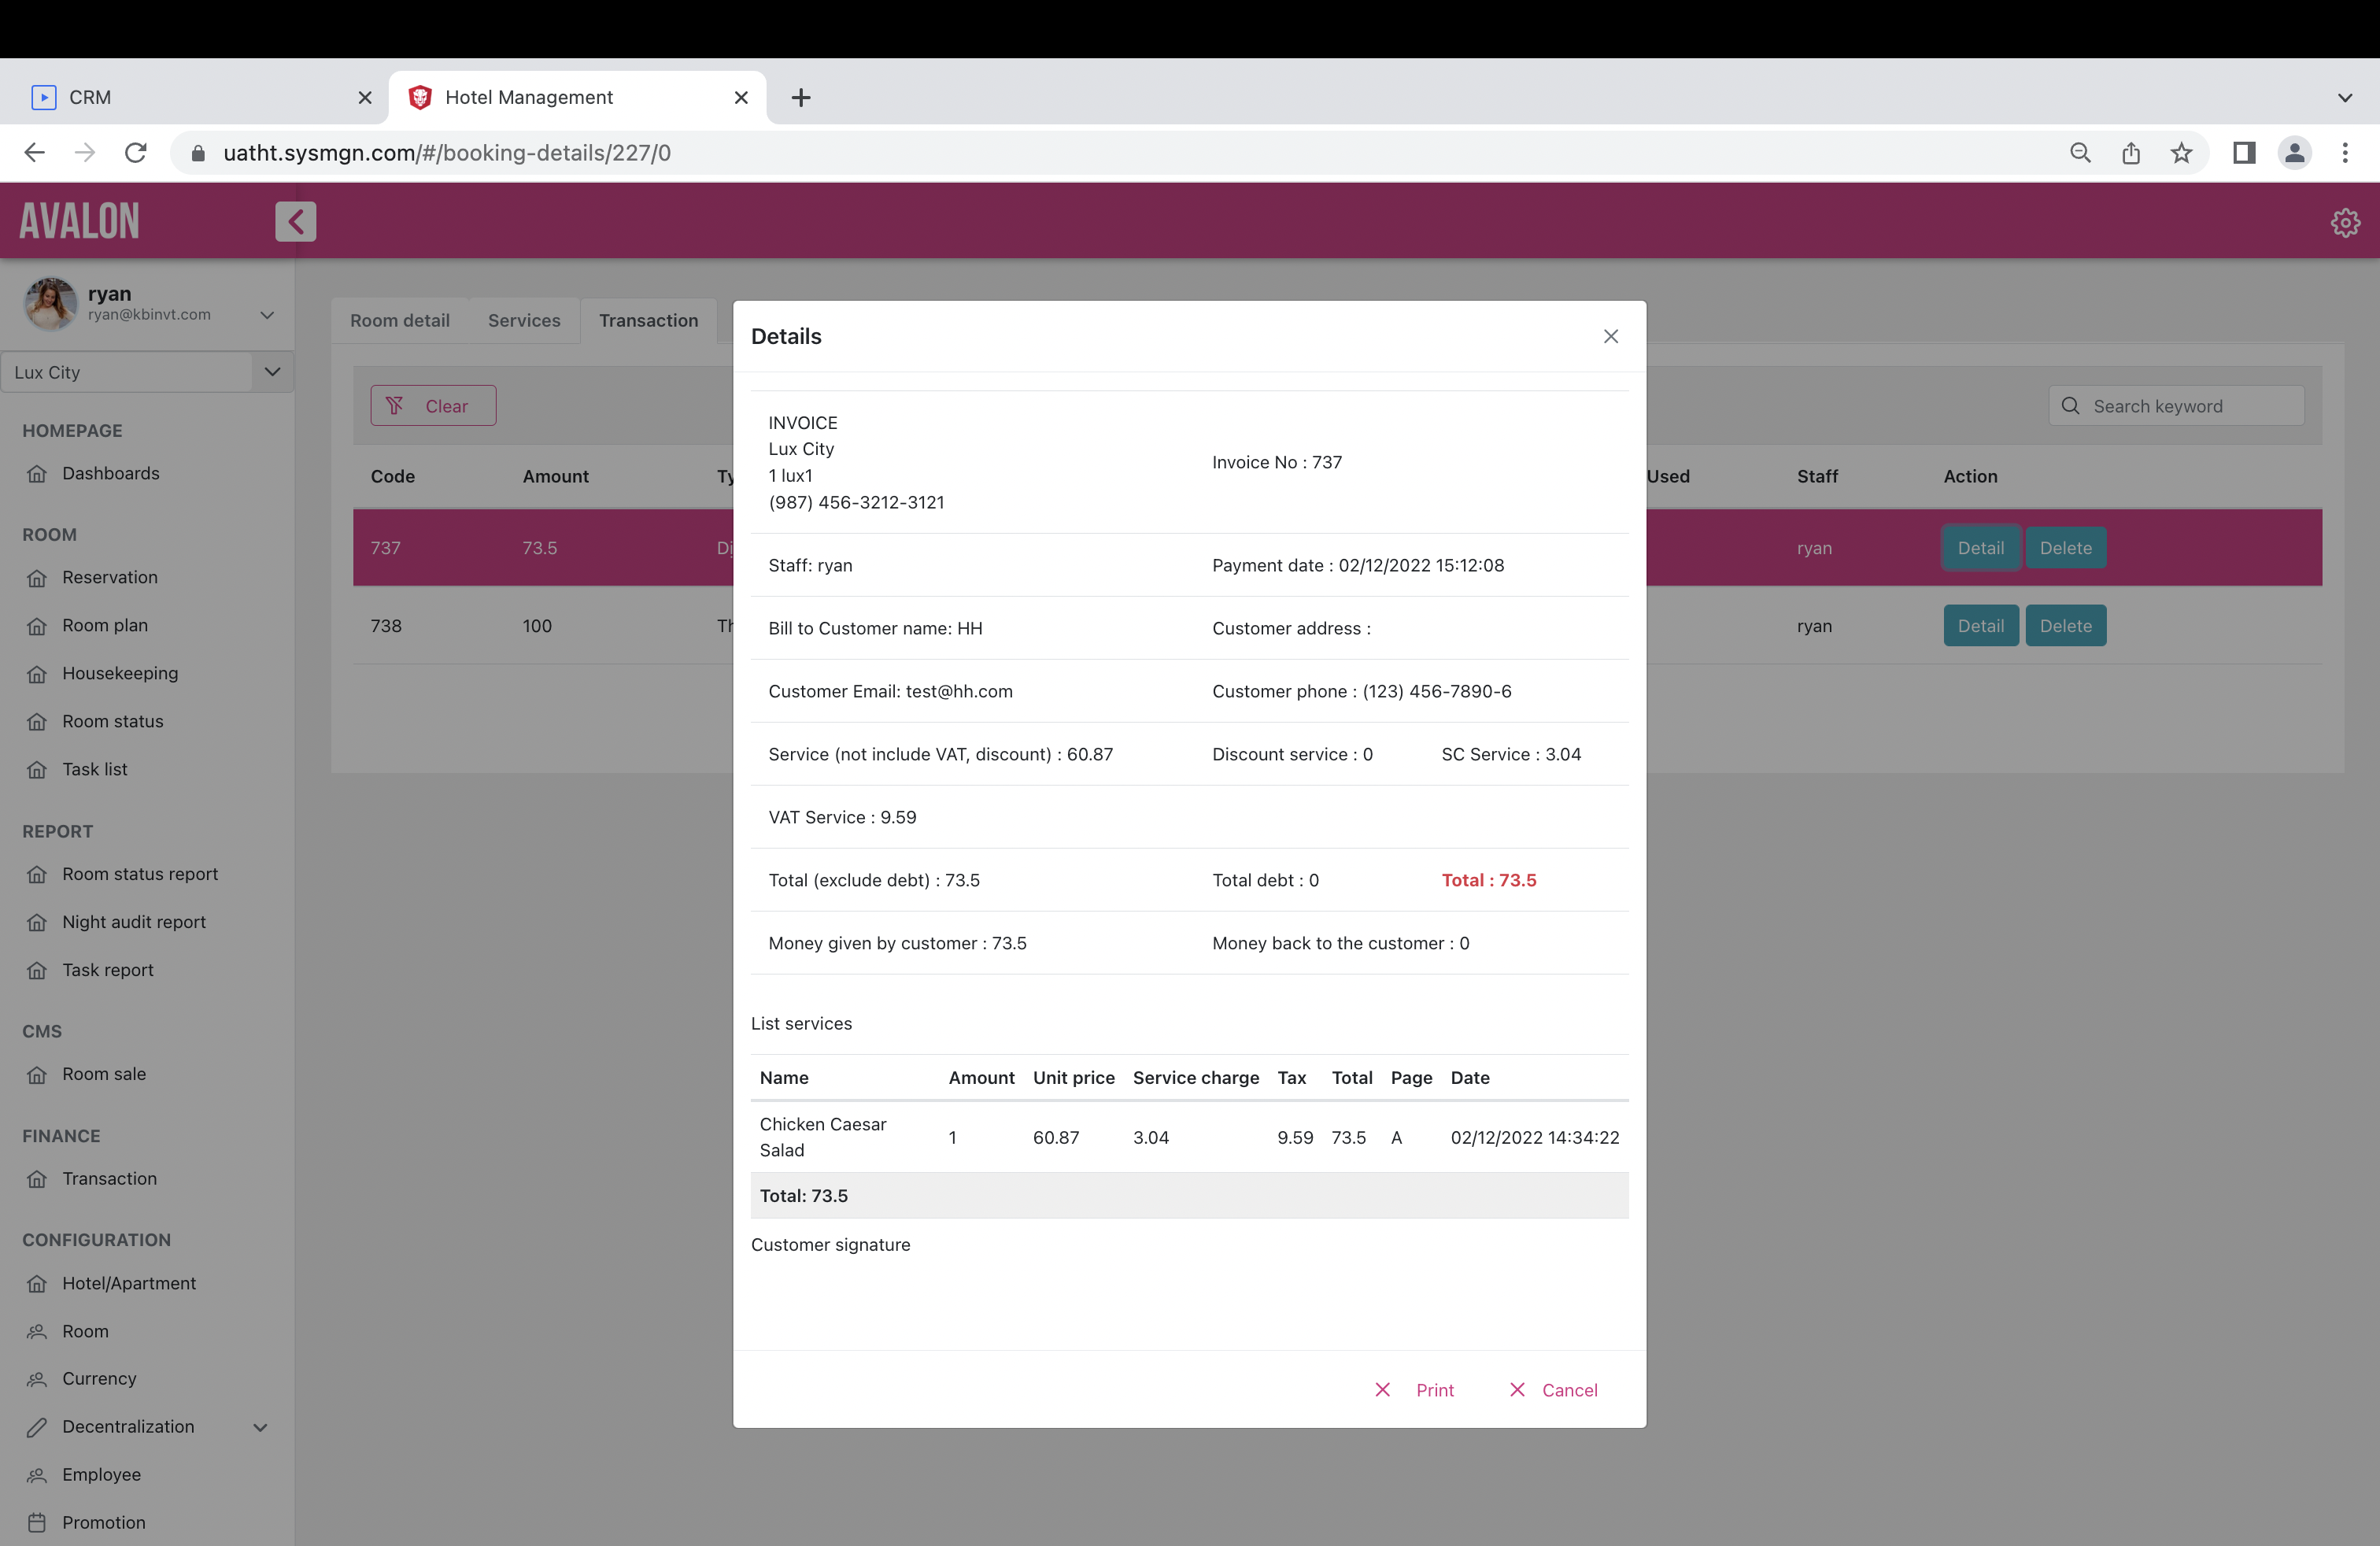 CRM
Hotel Management
uatht.sysmgn.com/#/booking-details/227/0
AVALON
ryan
ryan@kbinvt.com
Lux City
HOMEPAGE
Dashboards
ROOM
Reservation
Room plan
Housekeeping
Room status
Task list
REPORT
Room status report
Night audit report
Task report
CMS
Room sale
FINANCE
Transaction
CONFIGURATION
Hotel/Apartment
Room
Currency
Decentralization
Employee
Promotion
Room detail Services Transaction
Clear
Search keyword
Code Amount Ty Used Staff Action
737 73.5 Di ryan Detail Delete
738 100 Th ryan Detail Delete
Details
INVOICE
Lux City
1 lux1
(987) 456-3212-3121
Invoice No : 737
Staff: ryan Payment date : 02/12/2022 15:12:08
Bill to Customer name: HH Customer address :
Customer Email: test@hh.com Customer phone : (123) 456-7890-6
Service (not include VAT, discount) : 60.87 Discount service : 0 SC Service : 3.04
VAT Service : 9.59
Total (exclude debt) : 73.5 Total debt : 0 Total : 73.5
Money given by customer : 73.5 Money back to the customer : 0
List services
Name Amount Unit price Service charge Tax Total Page Date
Chicken Caesar Salad 1 60.87 3.04 9.59 73.5 A 02/12/2022 14:34:22
Total: 73.5
Customer signature
Print Cancel